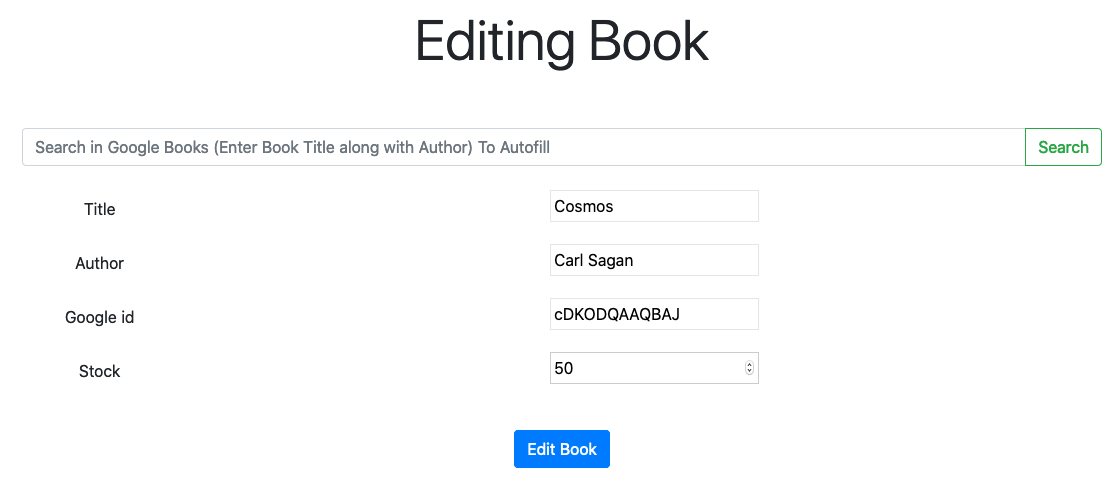 Editing Book
Search in Google Books (Enter Book Title along with Author) To Autofill Search
Title Cosmos
Author Carl Sagan
Google id cDKODQAAQBAJ
Stock 50
Edit Book